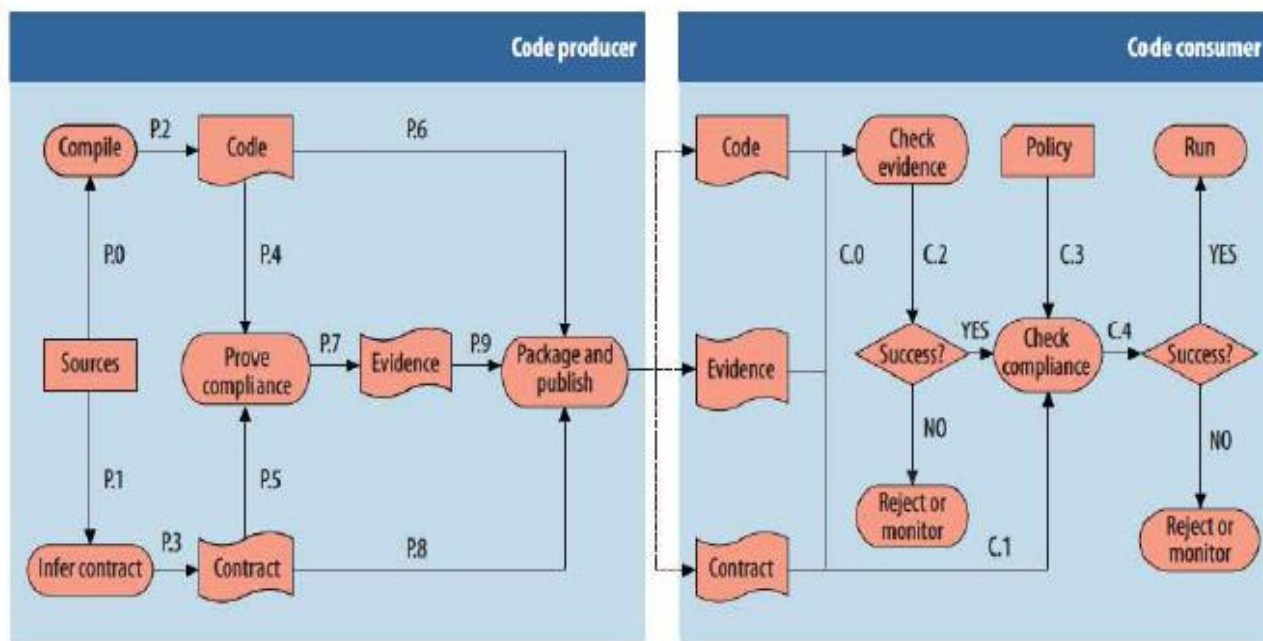 Code producer
Code consumer
P.2
P.6
Compile
Code
Code
Check
evidence
Policy
Run
P.0
P.4
C.0
C.2
C.3
YES
Sources
Prove
compliance
P.7
Evidence
P.9
Package and
publish
Evidence
Success?
YES
Check
compliance
C.4
Success?
P.1
P.5
NO
NO
Reject or
monitor
Reject or
monitor
Infer contract
P.3
Contract
P.8
Contract
C.1